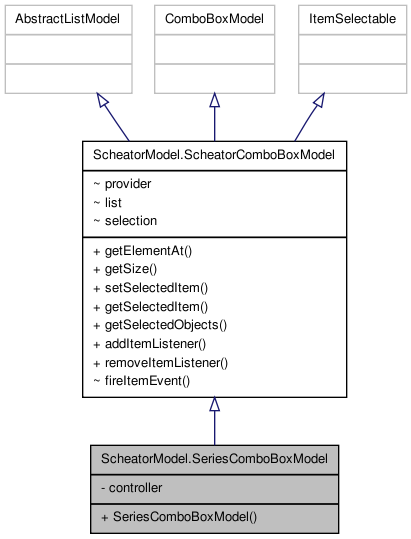 AbstractListModel
ComboBoxModel
ItemSelectable
ScheatorModel.ScheatorComboBoxModel
~ provider
~ list
~ selection
+ getElementAt()
+ getSize()
+ setSelectedItem()
+ getSelectedItem()
+ getSelectedObjects()
+ addItemListener()
+ removeItemListener()
~ fireItemEvent()
ScheatorModel.SeriesComboBoxModel
- controller
+ SeriesComboBoxModel()